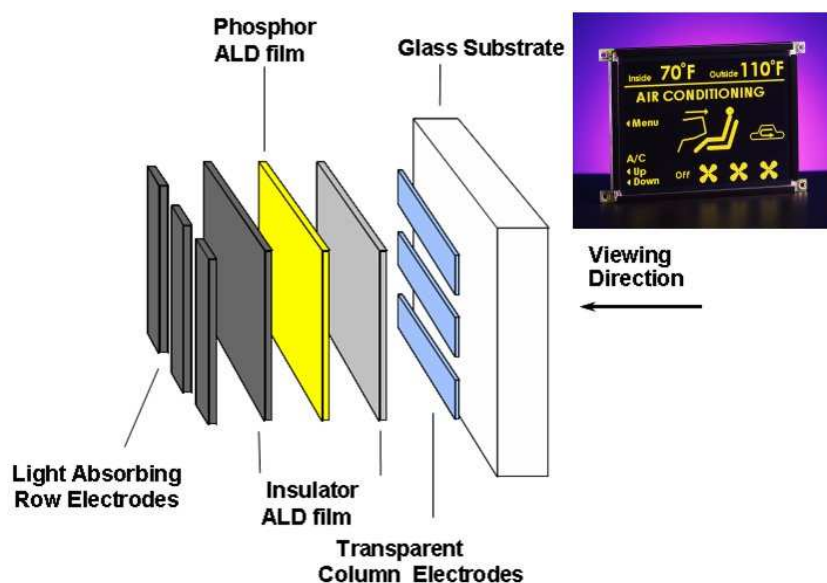 Phosphor
ALD film
Glass Substrate
Inside 70°F Outside 110°F
AIR CONDITIONING
Menu
A/C
Up
Down
Off
Viewing
Direction
Light Absorbing
Row Electrodes
Insulator
ALD film
Transparent
Column Electrodes